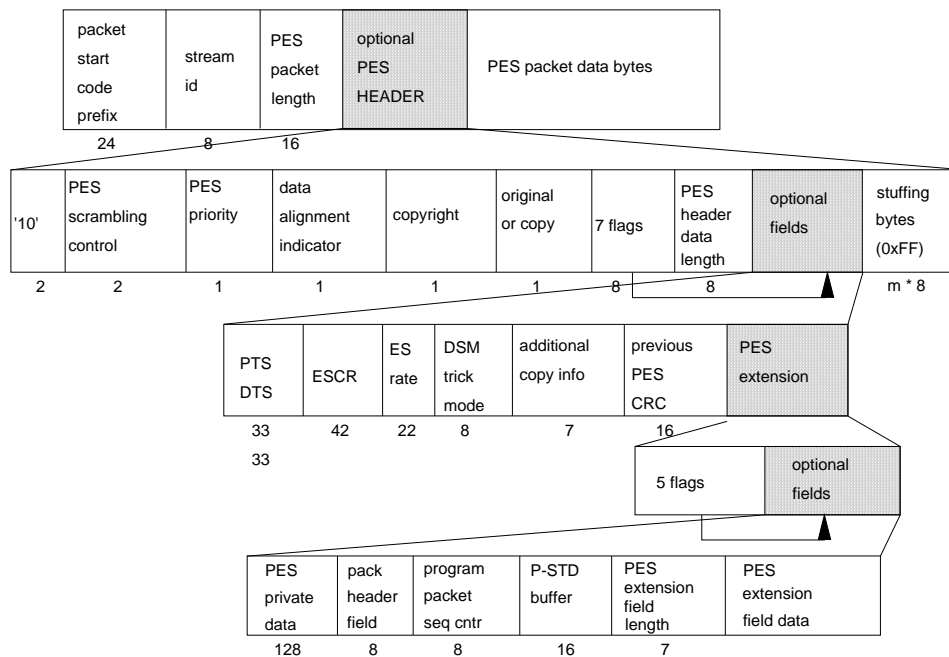 packet
start
code
prefix
stream
id
PES
packet
length
optional
PES
HEADER
PES packet data bytes
24
8
16
'10'
PES
scrambling
control
PES
priority
data
alignment
indicator
copyright
original
or copy
7 flags
PES
header
data
length
optional
fields
stuffing
bytes
(0xFF)
2
2
1
1
1
1
8
8
m * 8
PTS
DTS
ESCR
ES
rate
DSM
trick
mode
additional
copy info
previous
PES
CRC
PES
extension
33
33
42
22
8
7
16
5 flags
optional
fields
PES
private
data
pack
header
field
program
packet
seq cntr
P-STD
buffer
PES
extension
field
length
PES
extension
field data
128
8
8
16
7